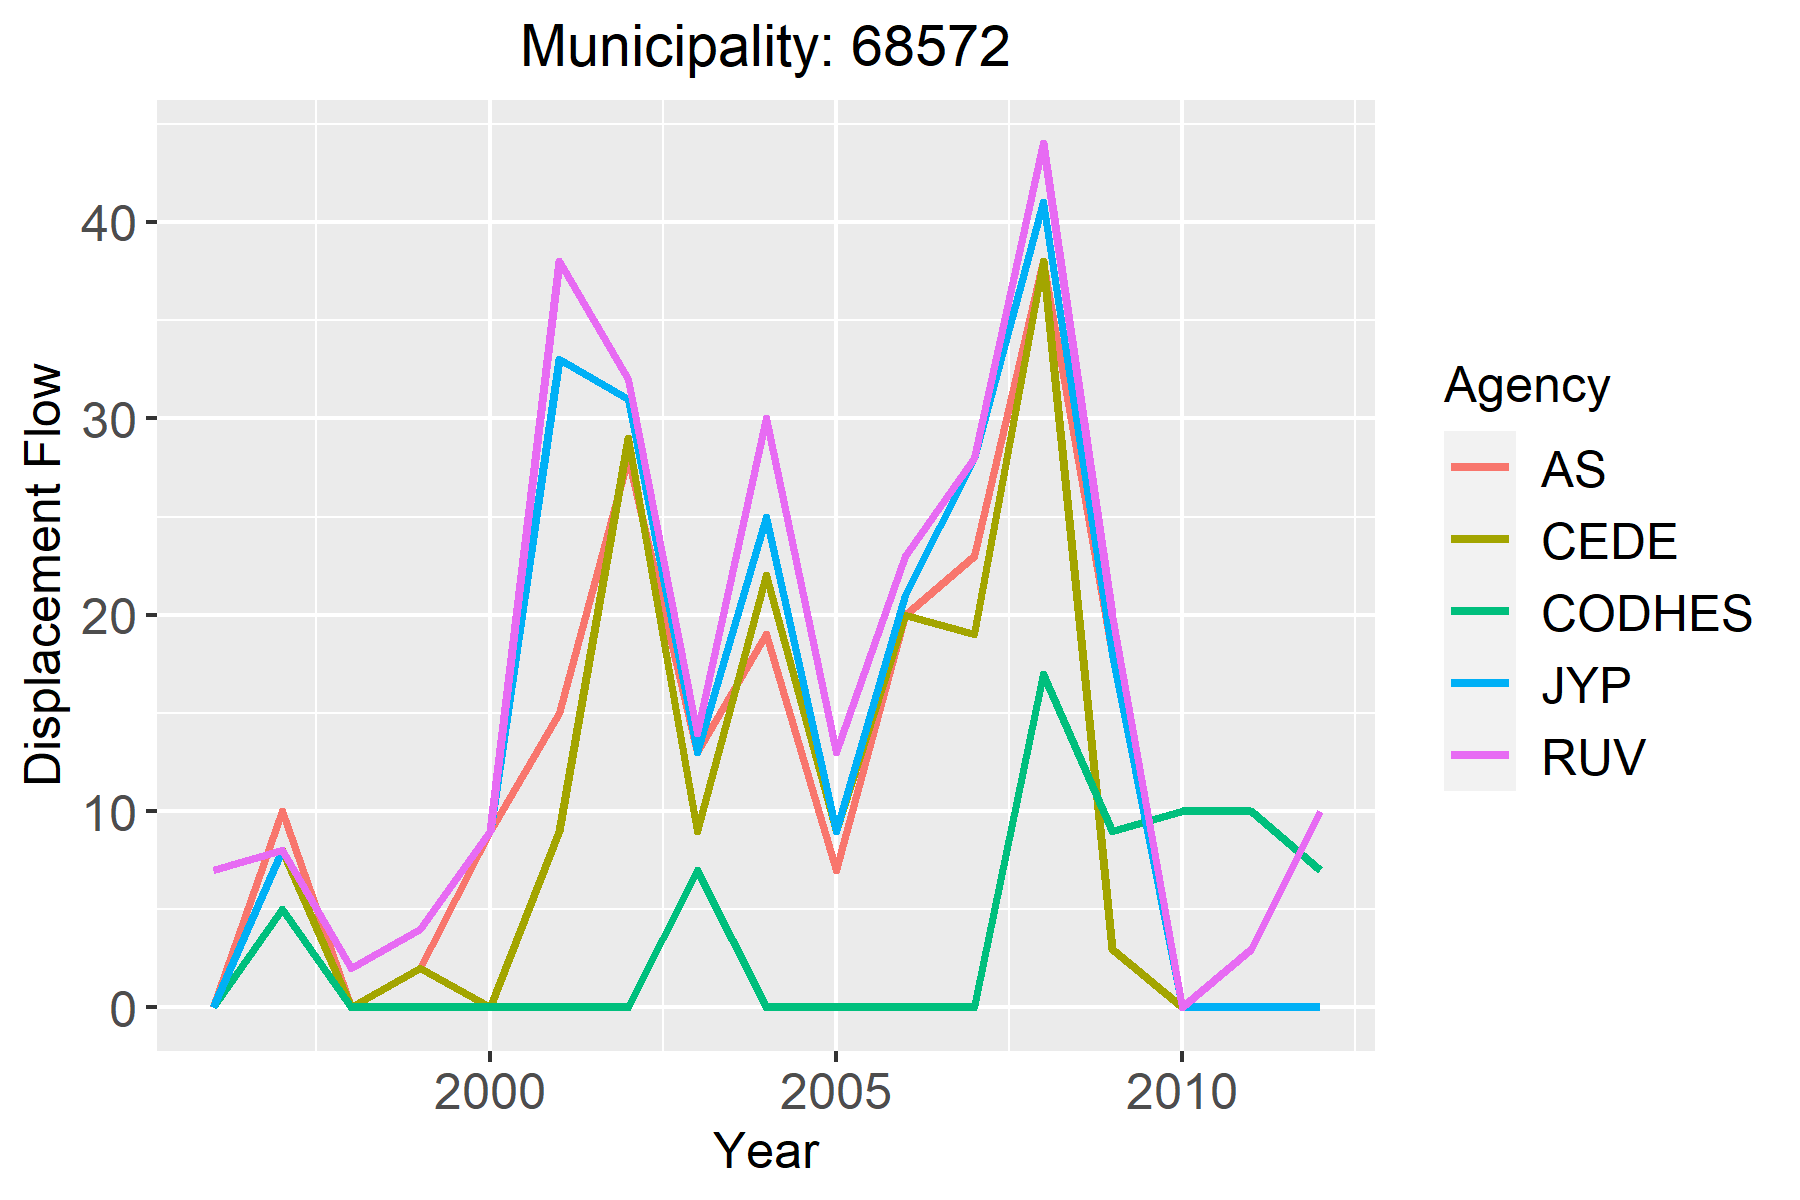 Municipality: 68572
Displacement Flow
40
30
20
10
0
2000 2005 2010
Year
Agency
AS
CEDE
CODHES
JYP
RUV